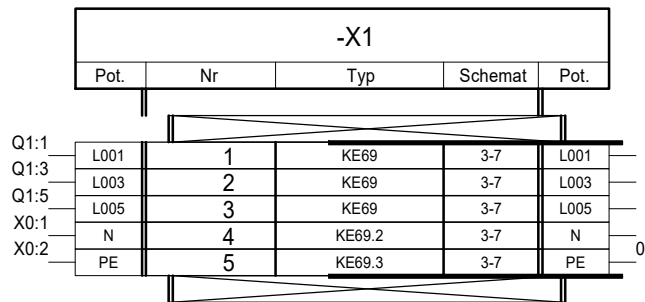 -X1
Pot. Nr Typ Schemat Pot.
Q1:1 L001 1 KE69 3-7 L001
Q1:3 L003 2 KE69 3-7 L003
Q1:5 L005 3 KE69 3-7 L005
X0:1 N 4 KE69.2 3-7 N
X0:2 PE 5 KE69.3 3-7 PE 0